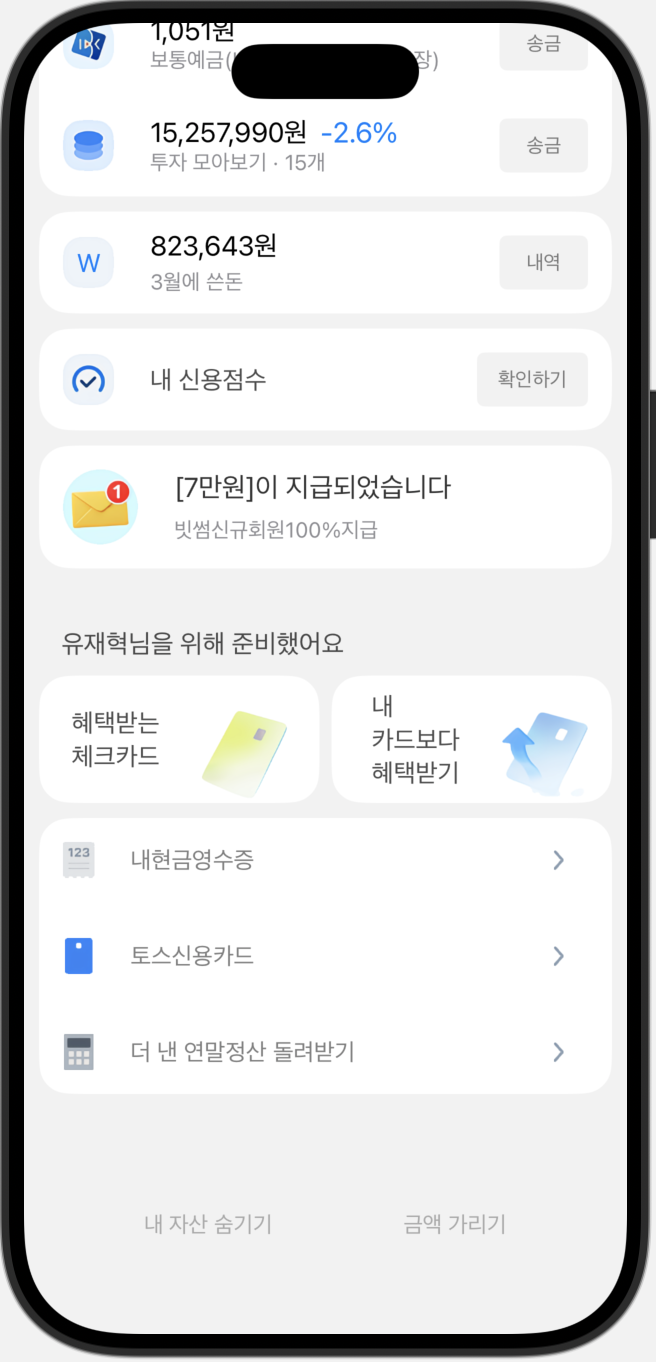 1,051원
보통예금(
장)
송금
15,257,990원 -2.6%
투자 모아보기 · 15개
송금
W
823,643원
3월에 쓴돈
내역
내 신용점수
확인하기
1
[7만원]이 지급되었습니다
빗썸신규회원100%지급
유재혁님을 위해 준비했어요
혜택받는
체크카드
내
카드보다
혜택받기
123
내현금영수증
토스신용카드
더 낸 연말정산 돌려받기
내 자산 숨기기
금액 가리기